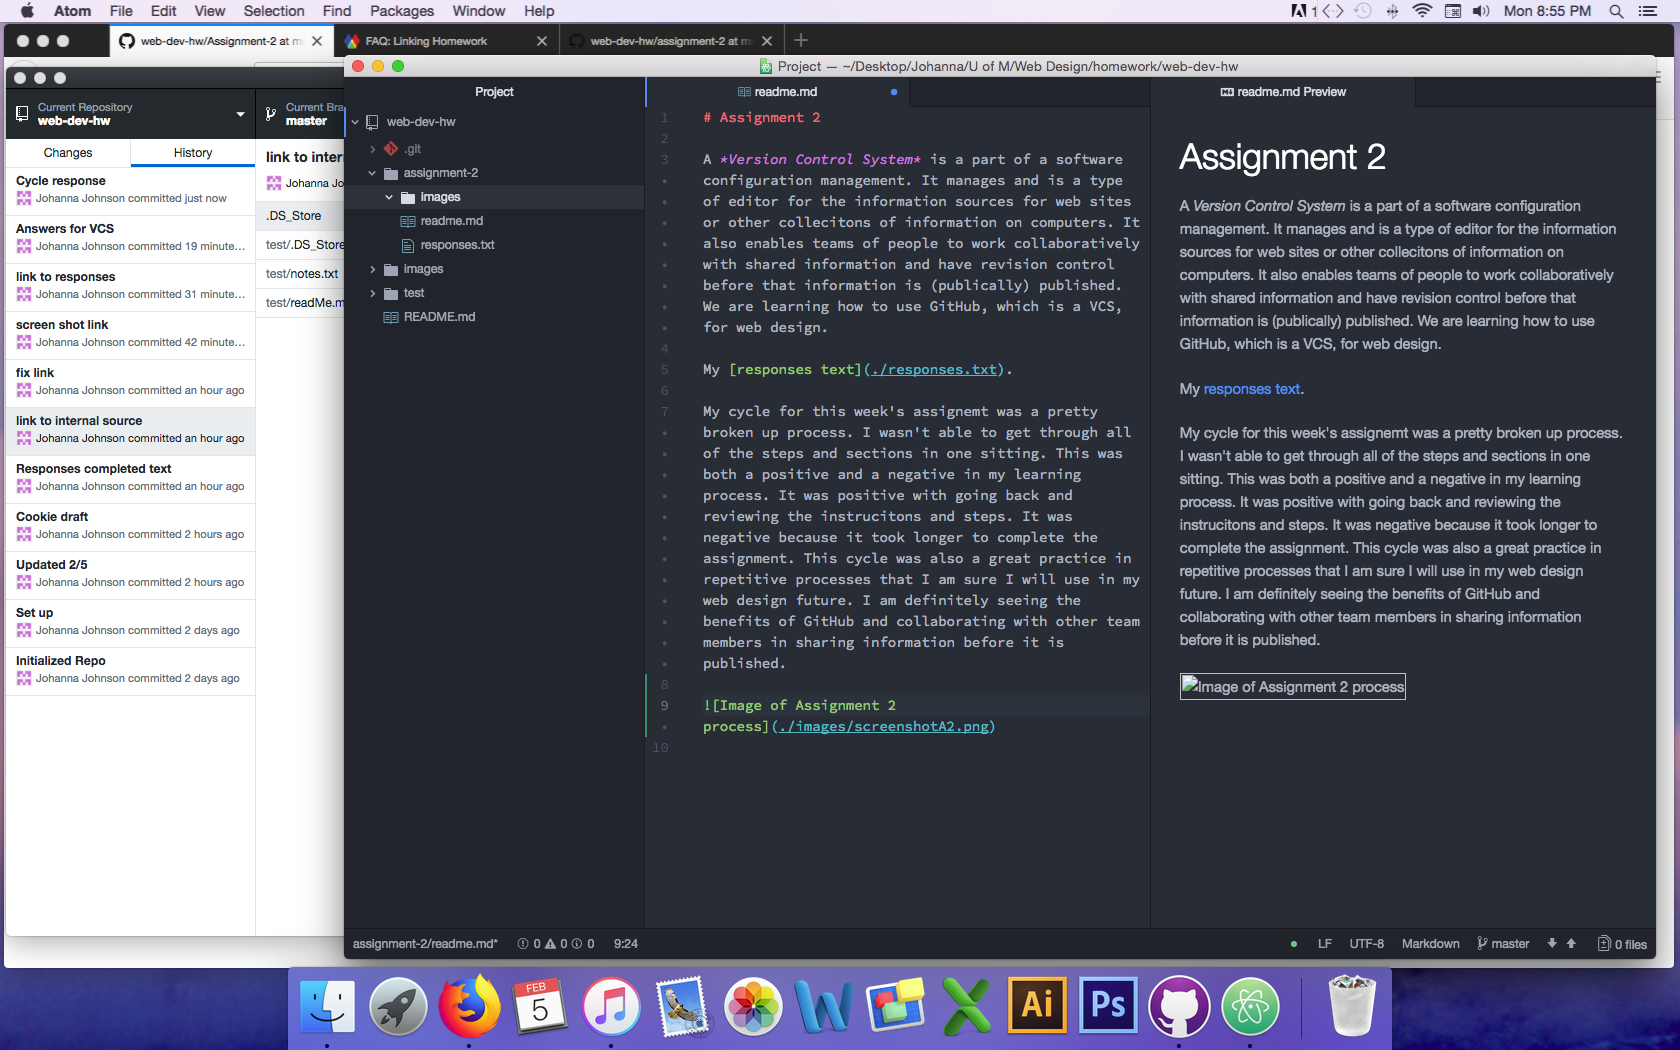 Atom File Edit View Selection Find Packages Window Help
1
Mon 8:55 PM
web-dev-hw/Assignment-2 at m
FAQ: Linking Homework
web-dev-hw/assignment-2 at m
Project — ~/Desktop/Johanna/U of M/Web Design/homework/web-dev-hw
Current Repository
web-dev-hw
Current Bra
master
Changes
History
Cycle response
Johanna Johnson committed just now
Answers for VCS
Johanna Johnson committed 19 minute…
link to responses
Johanna Johnson committed 31 minute…
screen shot link
Johanna Johnson committed 42 minute…
fix link
Johanna Johnson committed an hour ago
link to internal source
Johanna Johnson committed an hour ago
Responses completed text
Johanna Johnson committed an hour ago
Cookie draft
Johanna Johnson committed 2 hours ago
Updated 2/5
Johanna Johnson committed 2 hours ago
Set up
Johanna Johnson committed 2 days ago
Initialized Repo
Johanna Johnson committed 2 days ago
link to inter
Johanna Jo
.DS_Store
test/.DS_Store
test/notes.txt
test/readMe.m
Project
web-dev-hw
.git
assignment-2
images
readme.md
responses.txt
images
test
README.md
readme.md
1 # Assignment 2
2
3 A *Version Control System* is a part of a software
configuration management. It manages and is a type
of editor for the information sources for web sites
or other collecitons of information on computers. It
also enables teams of people to work collaboratively
with shared information and have revision control
before that information is (publically) published.
We are learning how to use GitHub, which is a VCS,
for web design.
4
5 My [responses text](./responses.txt).
6
7 My cycle for this week's assignemt was a pretty
broken up process. I wasn't able to get through all
of the steps and sections in one sitting. This was
both a positive and a negative in my learning
process. It was positive with going back and
reviewing the instrucitons and steps. It was
negative because it took longer to complete the
assignment. This cycle was also a great practice in
repetitive processes that I am sure I will use in my
web design future. I am definitely seeing the
benefits of GitHub and collaborating with other team
members in sharing information before it is
published.
8
9 ![Image of Assignment 2
process](./images/screenshotA2.png)
10
readme.md Preview
Assignment 2
A Version Control System is a part of a software configuration
management. It manages and is a type of editor for the information
sources for web sites or other collecitons of information on
computers. It also enables teams of people to work collaboratively
with shared information and have revision control before that
information is (publically) published. We are learning how to use
GitHub, which is a VCS, for web design.
My responses text.
My cycle for this week's assignemt was a pretty broken up process.
I wasn't able to get through all of the steps and sections in one
sitting. This was both a positive and a negative in my learning
process. It was positive with going back and reviewing the
instrucitons and steps. It was negative because it took longer to
complete the assignment. This cycle was also a great practice in
repetitive processes that I am sure I will use in my web design
future. I am definitely seeing the benefits of GitHub and
collaborating with other team members in sharing information
before it is published.
Image of Assignment 2 process
assignment-2/readme.md* 0 0 0 9:24
LF UTF-8 Markdown master 0 files
FEB
5
Ai
Ps